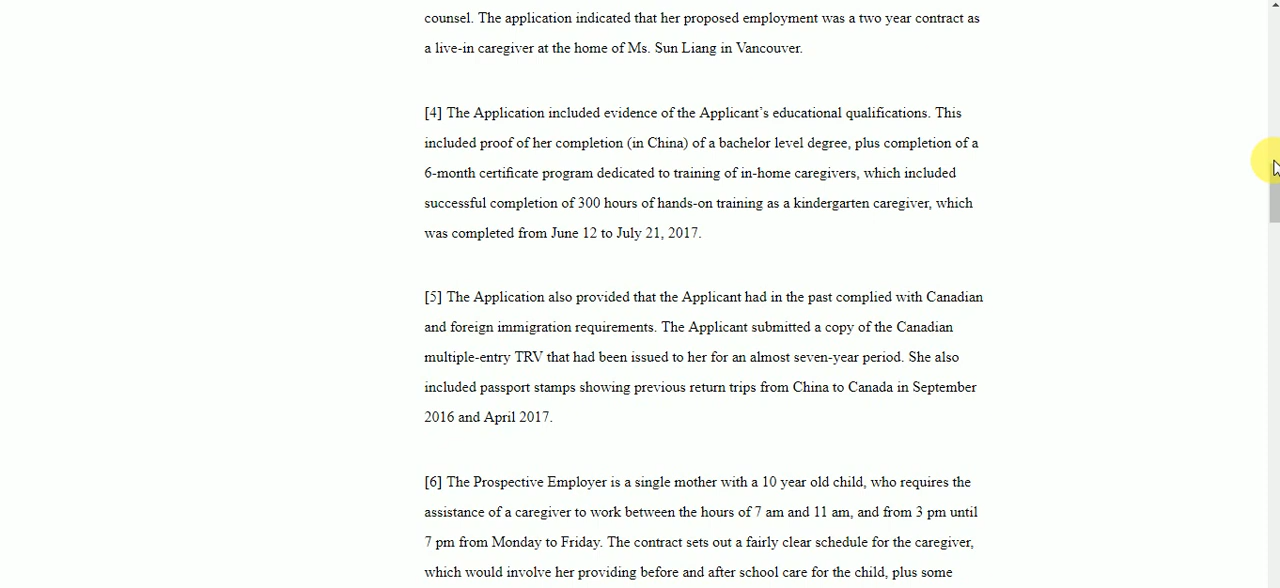 counsel. The application indicated that her proposed employment was a two year contract as
a live-in caregiver at the home of Ms. Sun Liang in Vancouver.
[4] The Application included evidence of the Applicant’s educational qualifications. This
included proof of her completion (in China) of a bachelor level degree, plus completion of a
6-month certificate program dedicated to training of in-home caregivers, which included
successful completion of 300 hours of hands-on training as a kindergarten caregiver, which
was completed from June 12 to July 21, 2017.
[5] The Application also provided that the Applicant had in the past complied with Canadian
and foreign immigration requirements. The Applicant submitted a copy of the Canadian
multiple-entry TRV that had been issued to her for an almost seven-year period. She also
included passport stamps showing previous return trips from China to Canada in September
2016 and April 2017.
[6] The Prospective Employer is a single mother with a 10 year old child, who requires the
assistance of a caregiver to work between the hours of 7 am and 11 am, and from 3 pm until
7 pm from Monday to Friday. The contract sets out a fairly clear schedule for the caregiver,
which would involve her providing before and after school care for the child, plus some